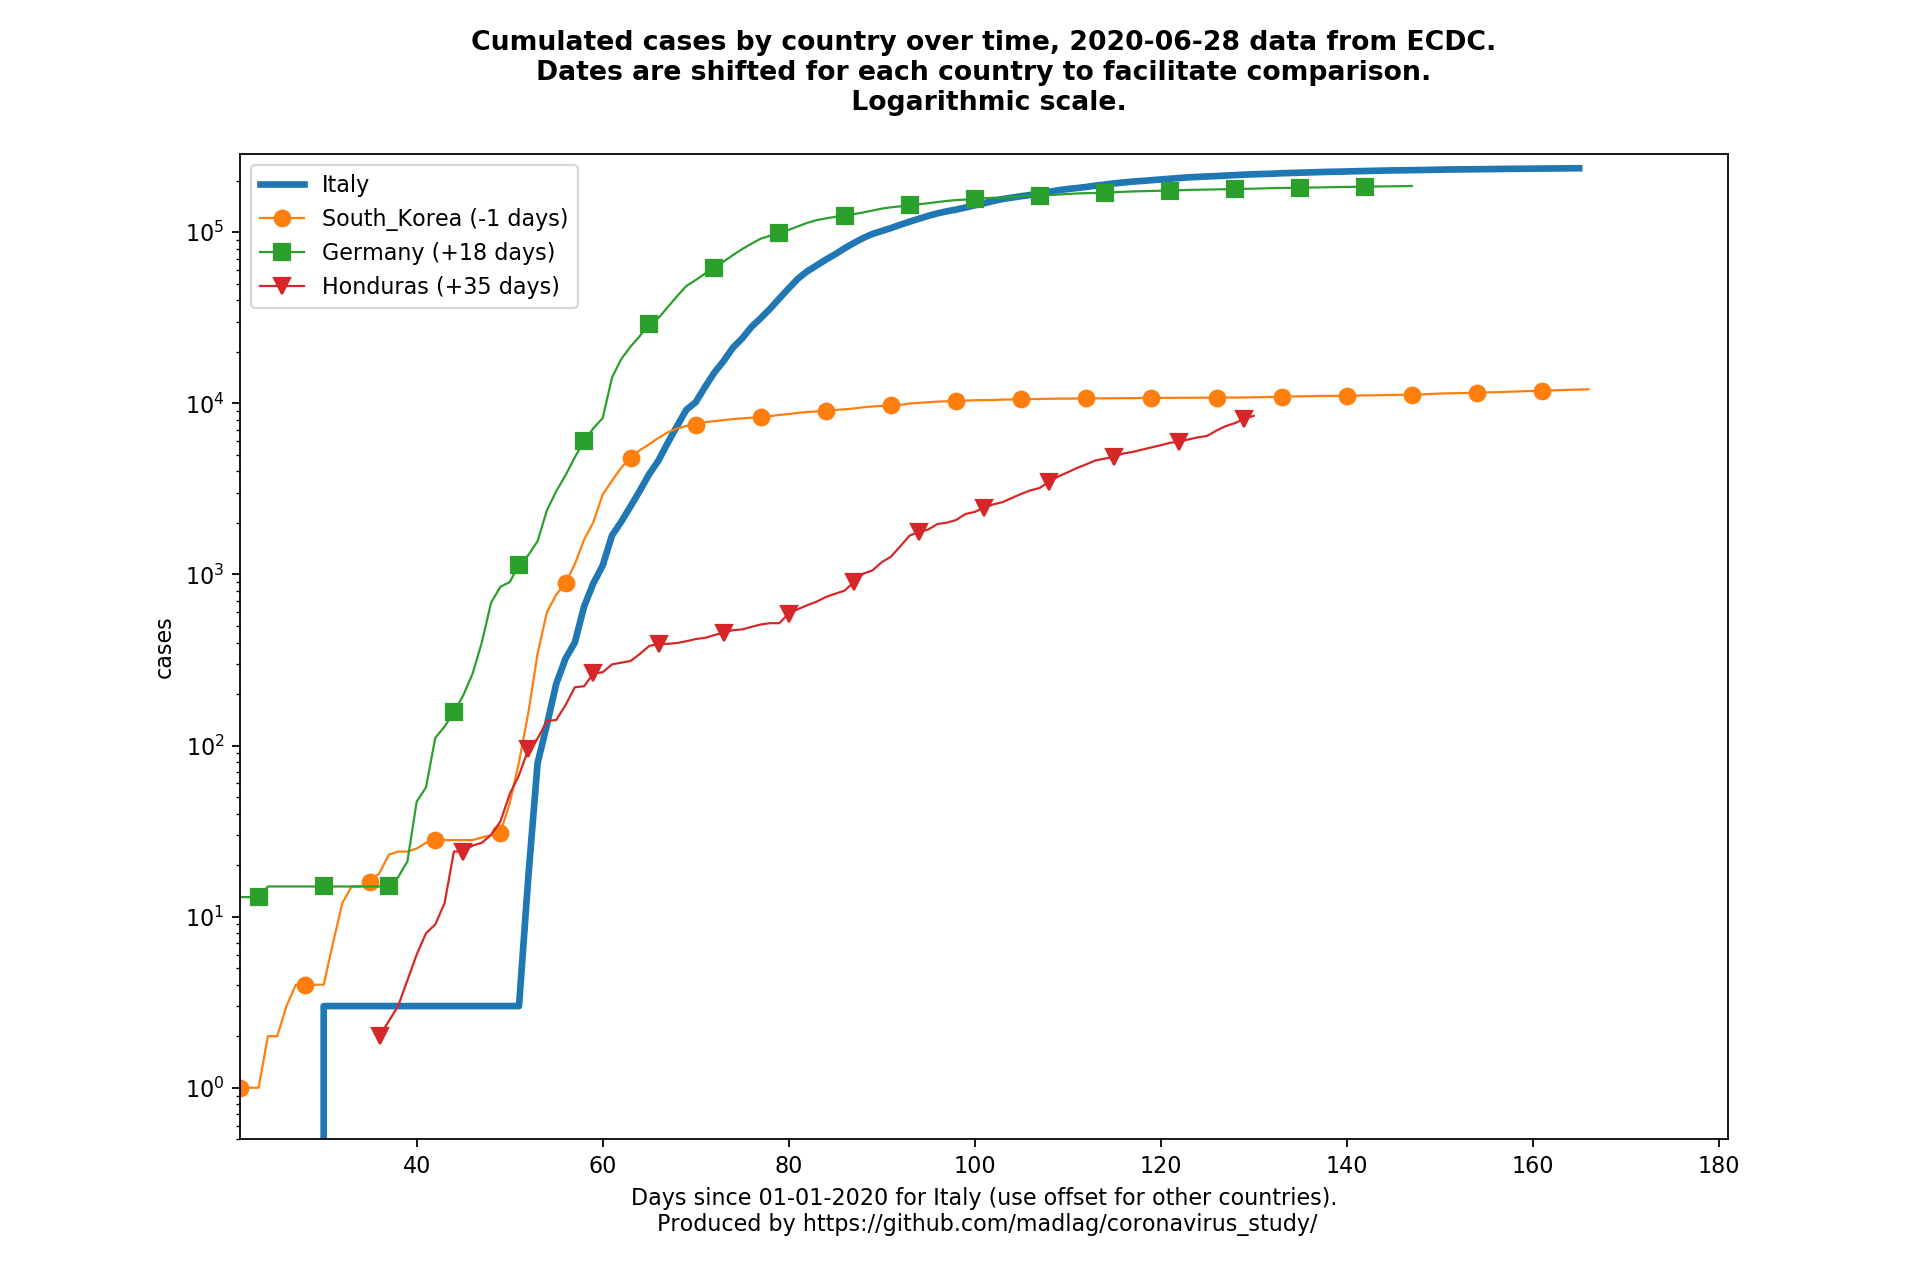 Cumulated cases by country over time, 2020-06-28 data from ECDC.
Dates are shifted for each country to facilitate comparison.
Logarithmic scale.
Italy
South_Korea (-1 days)
Germany (+18 days)
Honduras (+35 days)
10⁵
10⁴
10³
10²
10¹
10⁰
cases
40 60 80 100 120 140 160 180
Days since 01-01-2020 for Italy (use offset for other countries).
Produced by https://github.com/madlag/coronavirus_study/